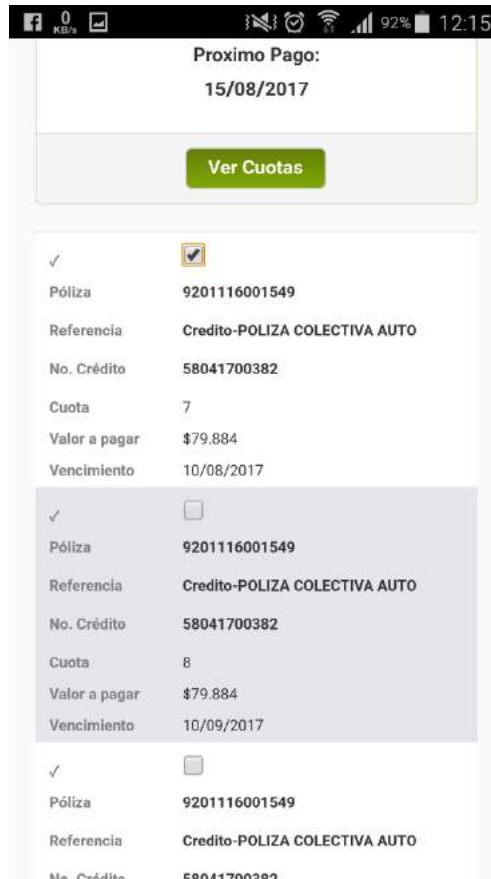 0
KB/s
92% 12:15
Proximo Pago:
15/08/2017
Ver Cuotas
✓
Póliza 9201116001549
Referencia Credito-POLIZA COLECTIVA AUTO
No. Crédito 58041700382
Cuota 7
Valor a pagar $79.884
Vencimiento 10/08/2017
✓
Póliza 9201116001549
Referencia Credito-POLIZA COLECTIVA AUTO
No. Crédito 58041700382
Cuota 8
Valor a pagar $79.884
Vencimiento 10/09/2017
✓
Póliza 9201116001549
Referencia Credito-POLIZA COLECTIVA AUTO
No. Crédito 58041700382